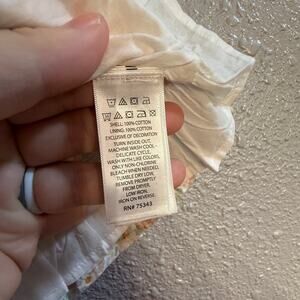 SHELL: 100% COTTON
LINING: 100% COTTON
EXCLUSIVE OF DECORATION
TURN INSIDE OUT,
MACHINE WASH COOL -
DELICATE CYCLE,
WASH WITH LIKE COLORS,
ONLY NON-CHLORINE
BLEACH WHEN NEEDED,
TUMBLE DRY LOW,
REMOVE PROMPTLY
FROM DRYER,
LOW IRON,
IRON ON REVERSE.
RN# 75343